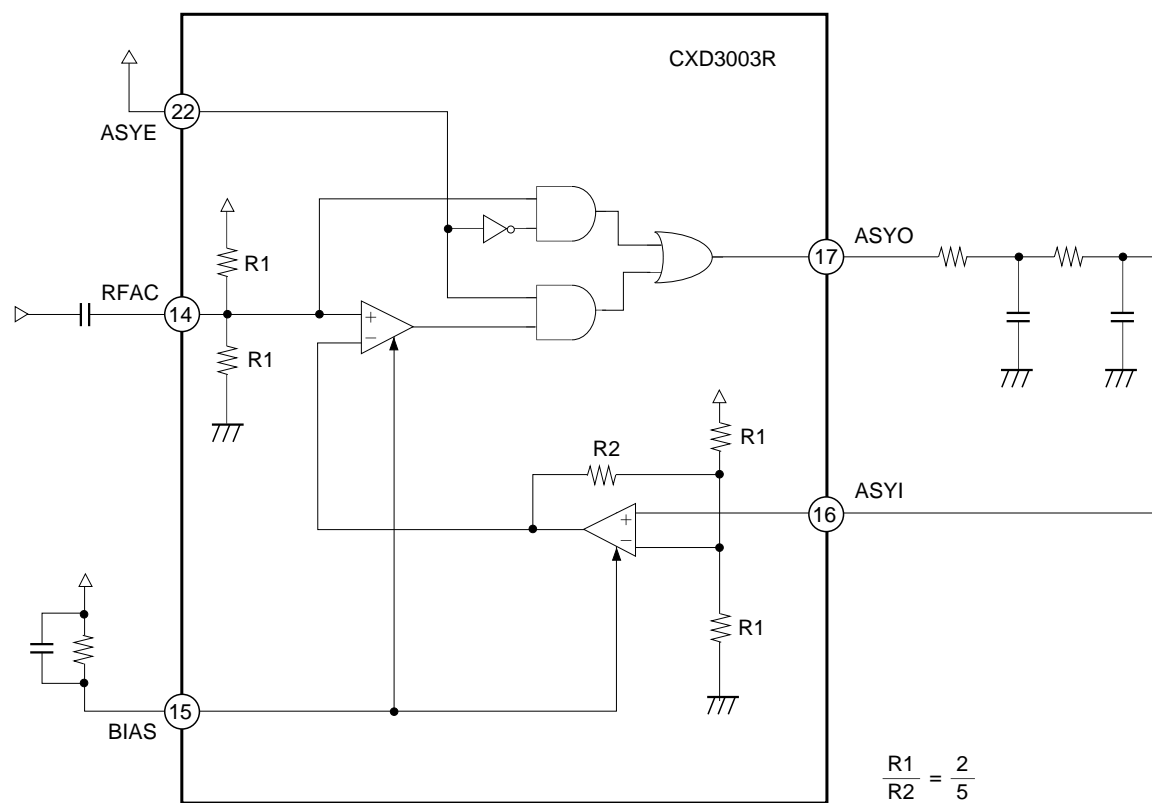 CXD3003R
22
ASYE
R1
RFAC
14
+
−
R1
ASYO
17
R1
R2
ASYI
16
+
−
R1
BIAS
15
R1
R2
=
2
5